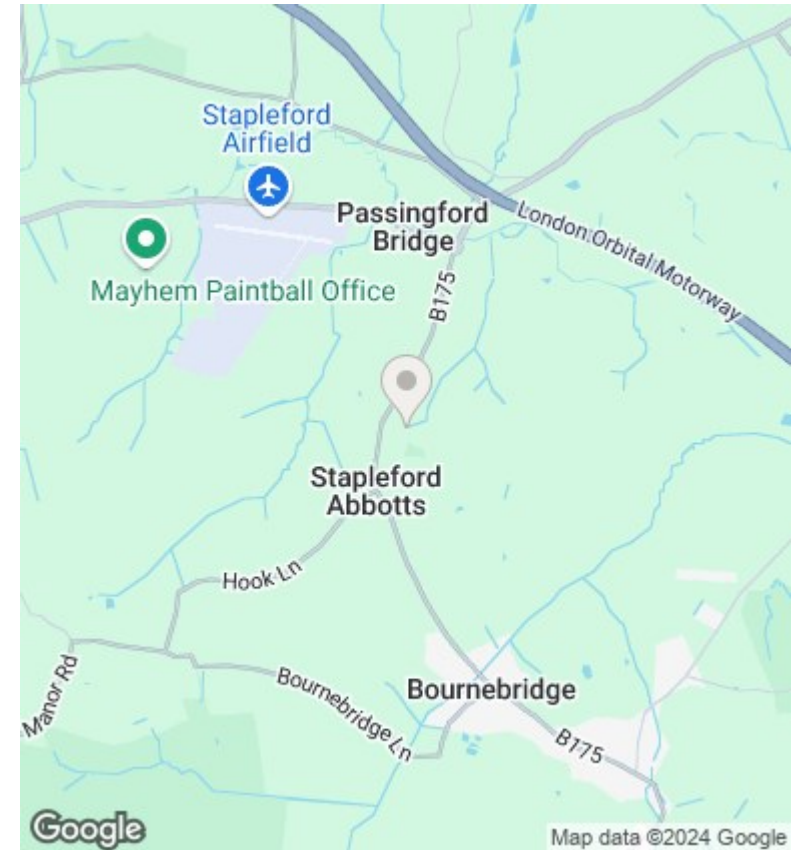 Stapleford
Airfield
Passingford
Bridge
London Orbital Motorway
Mayhem Paintball Office
B175
Stapleford
Abbotts
Hook Ln
Manor Rd
Bournebridge Ln
Bournebridge
B175
Google
Map data ©2024 Google